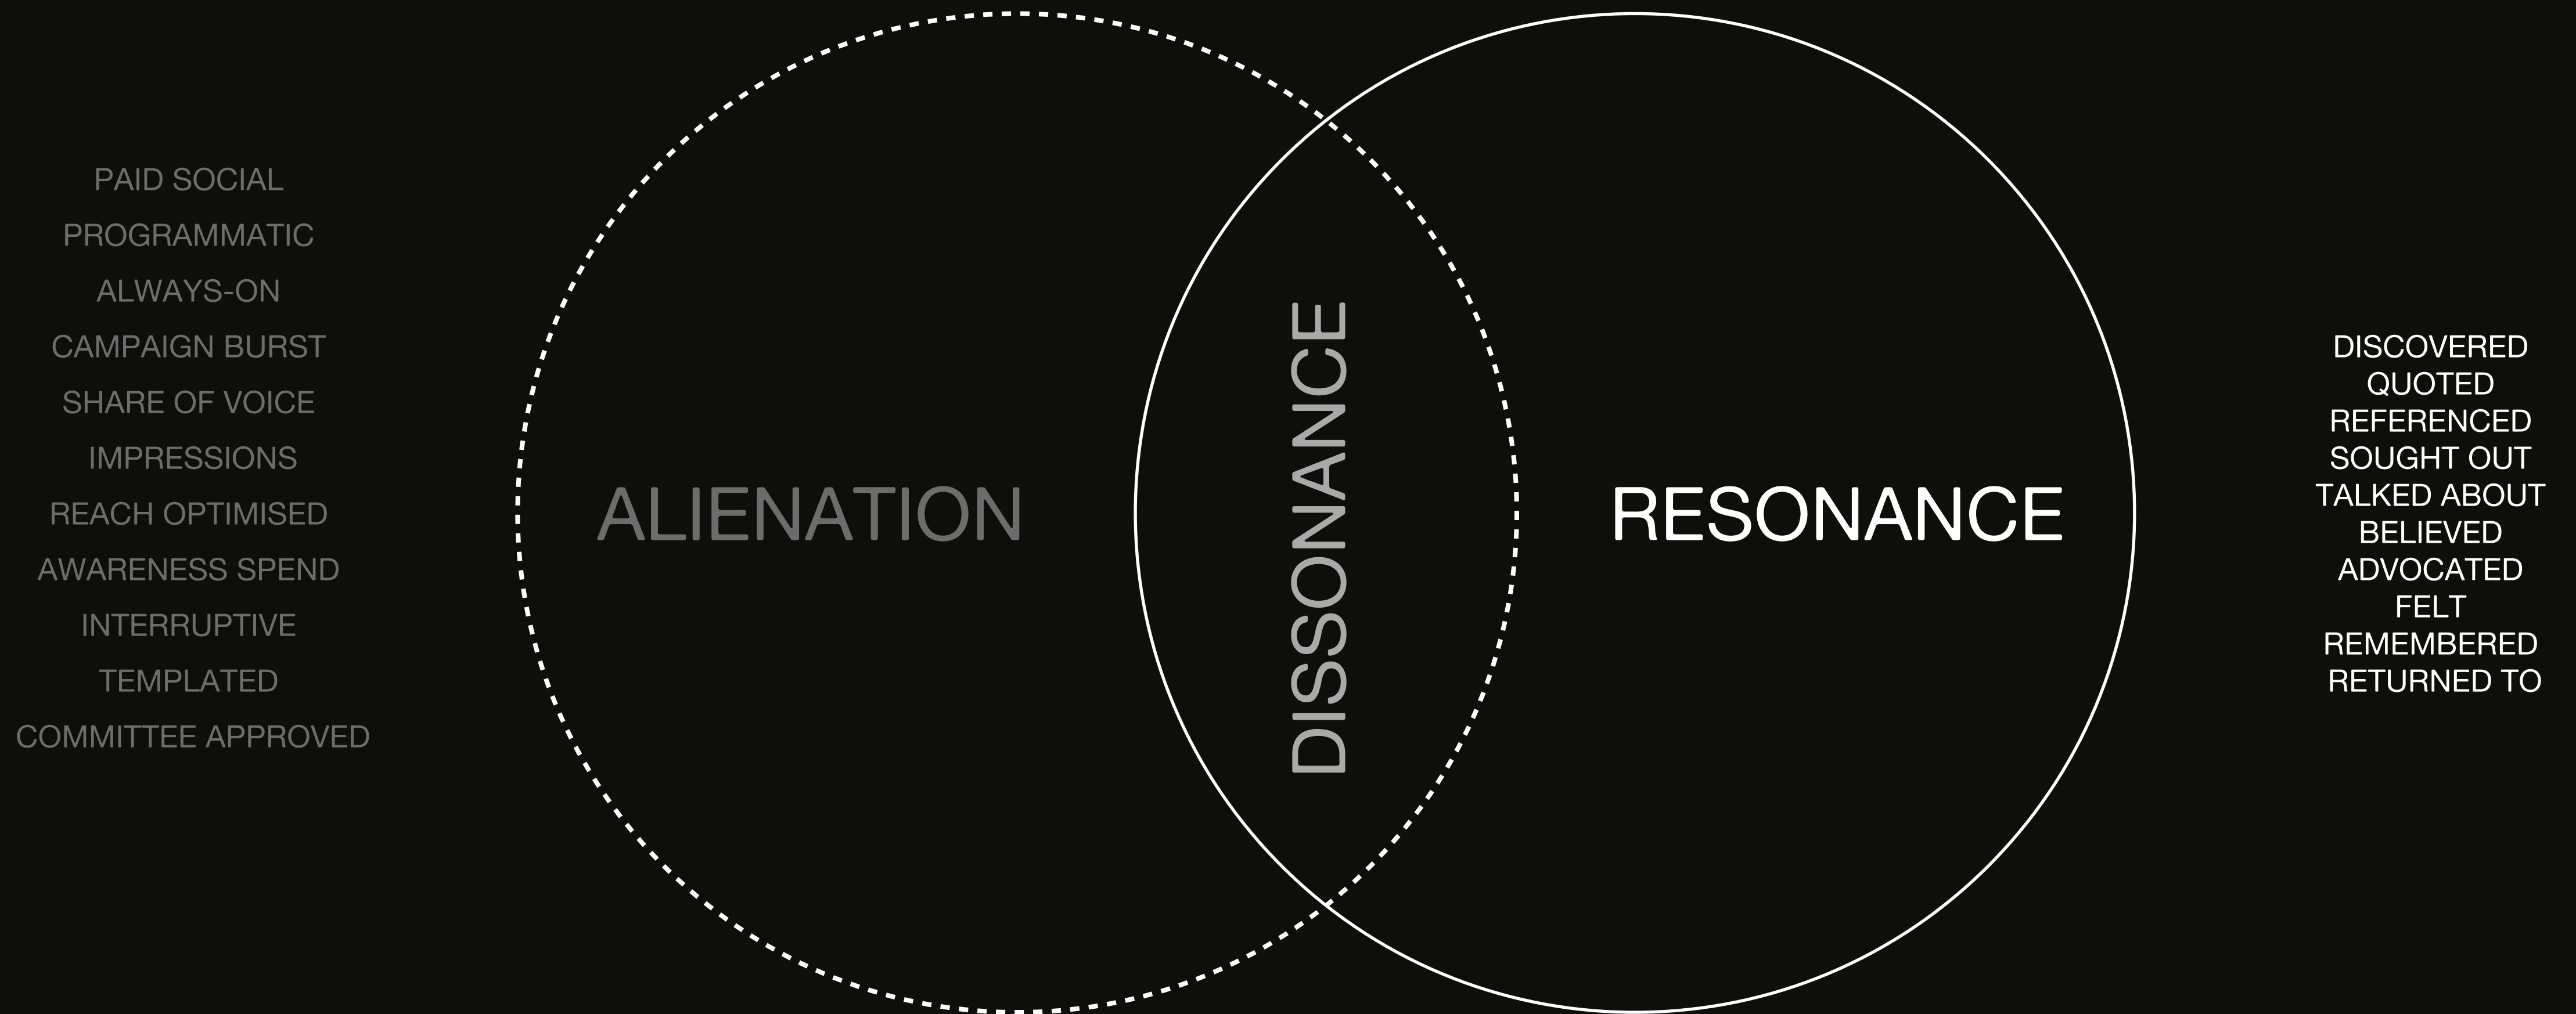 PAID SOCIAL
PROGRAMMATIC
ALWAYS-ON
CAMPAIGN BURST
SHARE OF VOICE
IMPRESSIONS
REACH OPTIMISED
AWARENESS SPEND
INTERRUPTIVE
TEMPLATED
COMMITTEE APPROVED
ALIENATION
DISSONANCE
RESONANCE
DISCOVERED
QUOTED
REFERENCED
SOUGHT OUT
TALKED ABOUT
BELIEVED
ADVOCATED
FELT
REMEMBERED
RETURNED TO